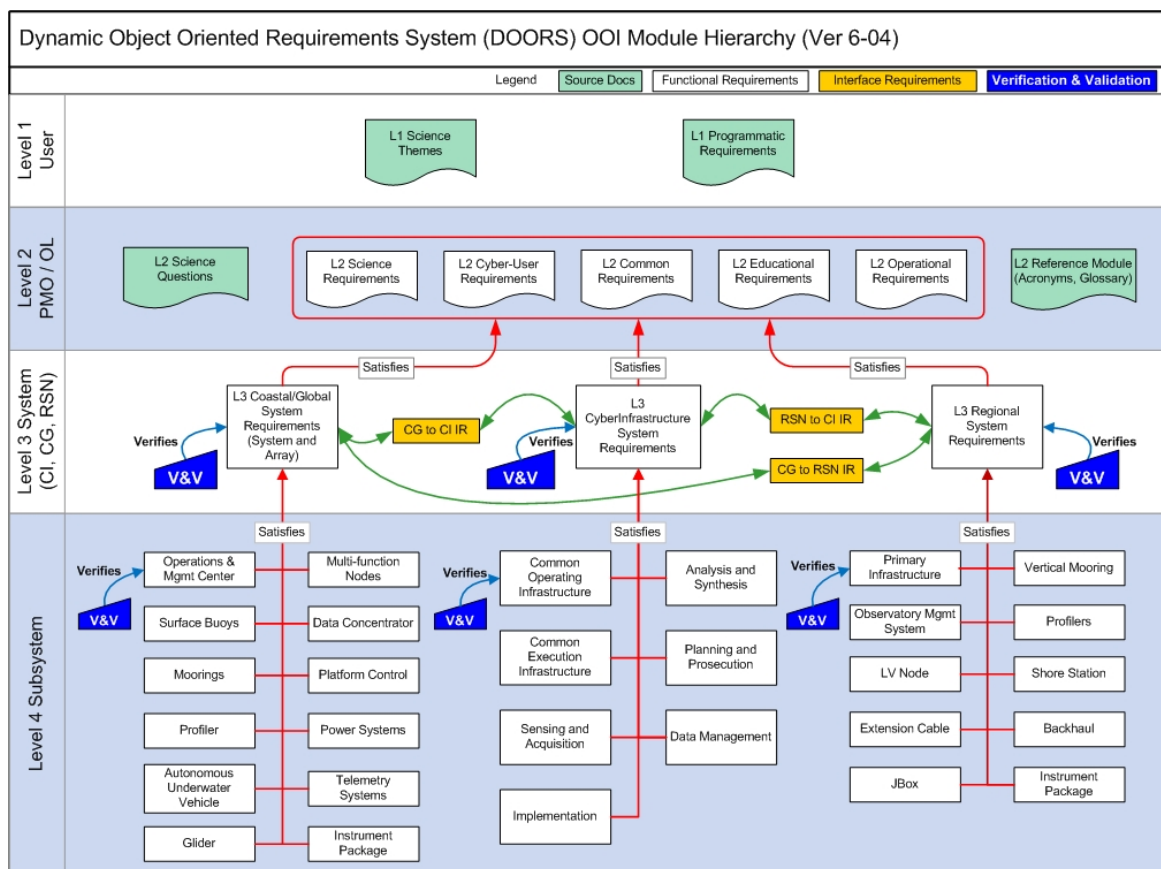 Dynamic Object Oriented Requirements System (DOORS) OOI Module Hierarchy (Ver 6-04)
Legend
Source Docs
Functional Requirements
Interface Requirements
Verification & Validation
Level 1
User
L1 Science
Themes
L1 Programmatic
Requirements
Level 2
PMO / OL
L2 Science
Questions
L2 Science
Requirements
L2 Cyber-User
Requirements
L2 Common
Requirements
L2 Educational
Requirements
L2 Operational
Requirements
L2 Reference Module
(Acronyms, Glossary)
Level 3 System
(CI, CG, RSN)
Satisfies
Satisfies
Satisfies
L3 Coastal/Global
System
Requirements
(System and
Array)
Verifies
V&V
CG to CI IR
L3
CyberInfrastructure
System
Requirements
Verifies
V&V
RSN to CI IR
CG to RSN IR
L3 Regional
System
Requirements
Verifies
V&V
Level 4 Subsystem
Satisfies
Verifies
V&V
Operations &
Mgmt Center
Multi-function
Nodes
Surface Buoys
Data Concentrator
Moorings
Platform Control
Profiler
Power Systems
Autonomous
Underwater
Vehicle
Telemetry
Systems
Glider
Instrument
Package
Satisfies
Verifies
V&V
Common
Operating
Infrastructure
Analysis and
Synthesis
Common
Execution
Infrastructure
Planning and
Prosecution
Sensing and
Acquisition
Data Management
Implementation
Satisfies
Verifies
V&V
Primary
Infrastructure
Vertical Mooring
Observatory Mgmt
System
Profilers
LV Node
Shore Station
Extension Cable
Backhaul
JBox
Instrument
Package